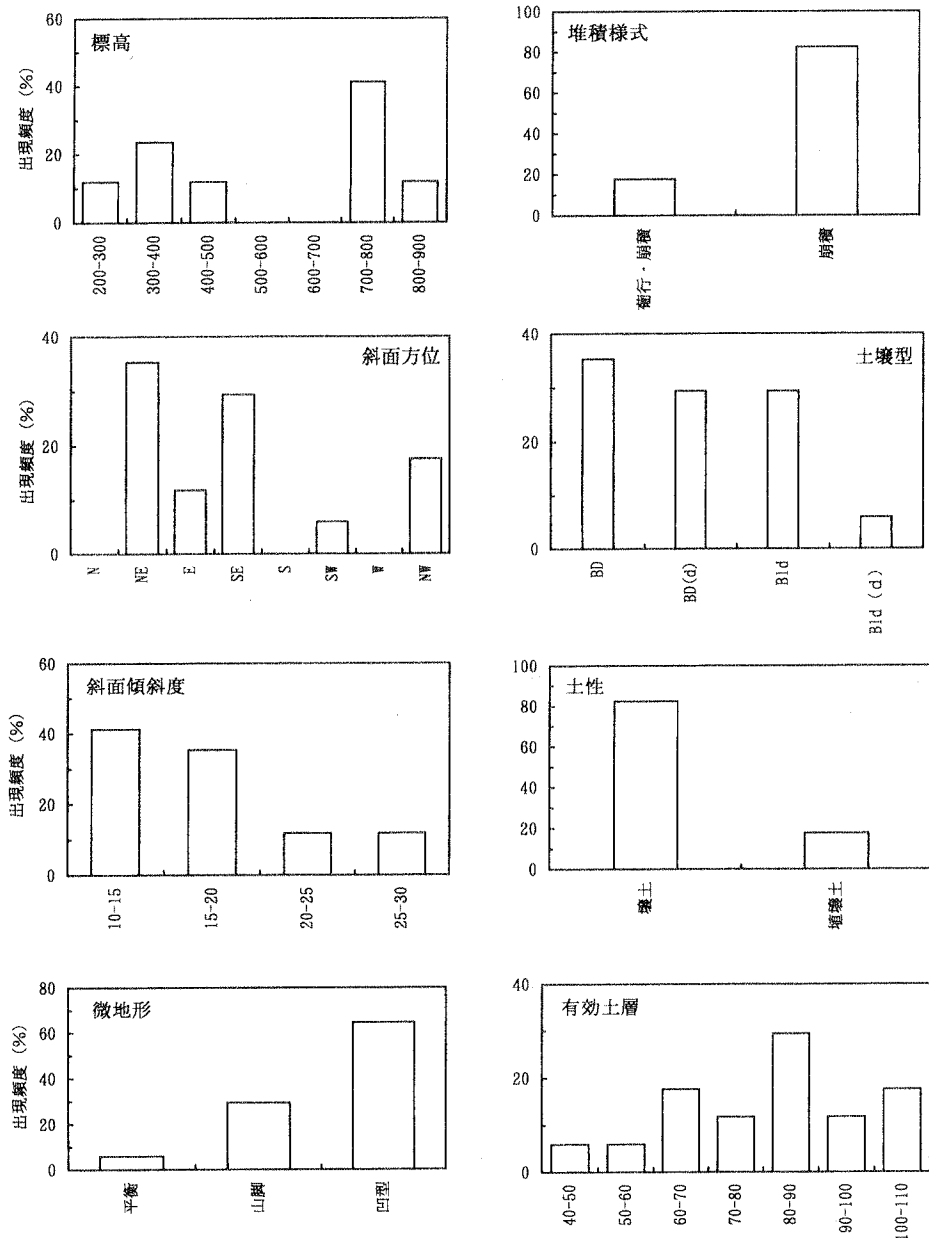 標高
出現頻度 (%)
60
40
20
0
200-300
300-400
400-500
500-600
600-700
700-800
800-900
堆積様式
100
80
60
40
20
0
匍行・崩積
崩積
斜面方位
出現頻度 (%)
40
20
0
N
NE
E
SE
S
SW
W
NW
土壌型
40
20
0
BD
BD(d)
Bld
Bld (d)
斜面傾斜度
出現頻度 (%)
60
40
20
0
10-15
15-20
20-25
25-30
土性
100
80
60
40
20
0
壌土
埴壌土
微地形
出現頻度 (%)
80
60
40
20
0
平衡
山脚
凹型
有効土層
40
20
0
40-50
50-60
60-70
70-80
80-90
90-100
100-110